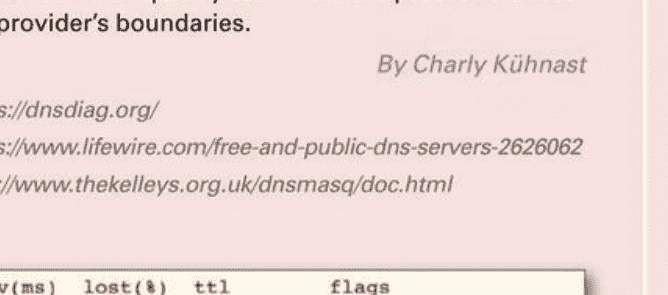 provider’s boundaries.
By Charly Kühnast
s://dnsdiag.org/
s://www.lifewire.com/free-and-public-dns-servers-2626062
://www.thekelleys.org.uk/dnsmasq/doc.html
v(ms) lost(%) ttl flags